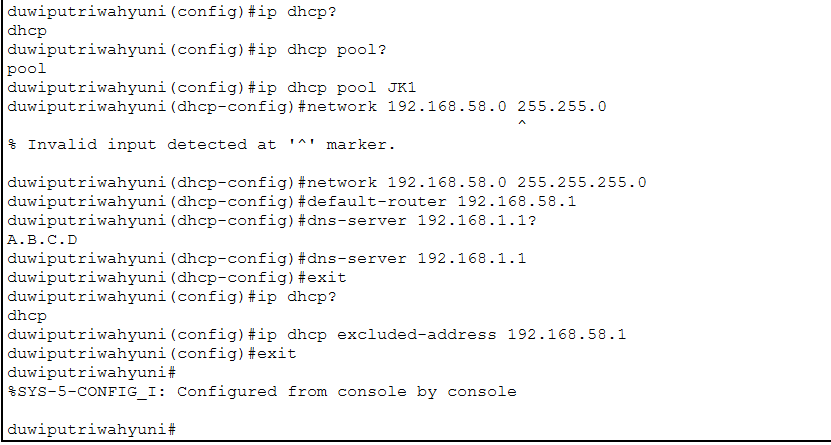 duwiputriwahyuni(config)#ip dhcp?
dhcp
duwiputriwahyuni(config)#ip dhcp pool?
pool
duwiputriwahyuni(config)#ip dhcp pool JK1
duwiputriwahyuni(dhcp-config)#network 192.168.58.0 255.255.0
^
% Invalid input detected at '^' marker.
duwiputriwahyuni(dhcp-config)#network 192.168.58.0 255.255.255.0
duwiputriwahyuni(dhcp-config)#default-router 192.168.58.1
duwiputriwahyuni(dhcp-config)#dns-server 192.168.1.1?
A.B.C.D
duwiputriwahyuni(dhcp-config)#dns-server 192.168.1.1
duwiputriwahyuni(dhcp-config)#exit
duwiputriwahyuni(config)#ip dhcp?
dhcp
duwiputriwahyuni(config)#ip dhcp excluded-address 192.168.58.1
duwiputriwahyuni(config)#exit
duwiputriwahyuni#
%SYS-5-CONFIG_I: Configured from console by console
duwiputriwahyuni#